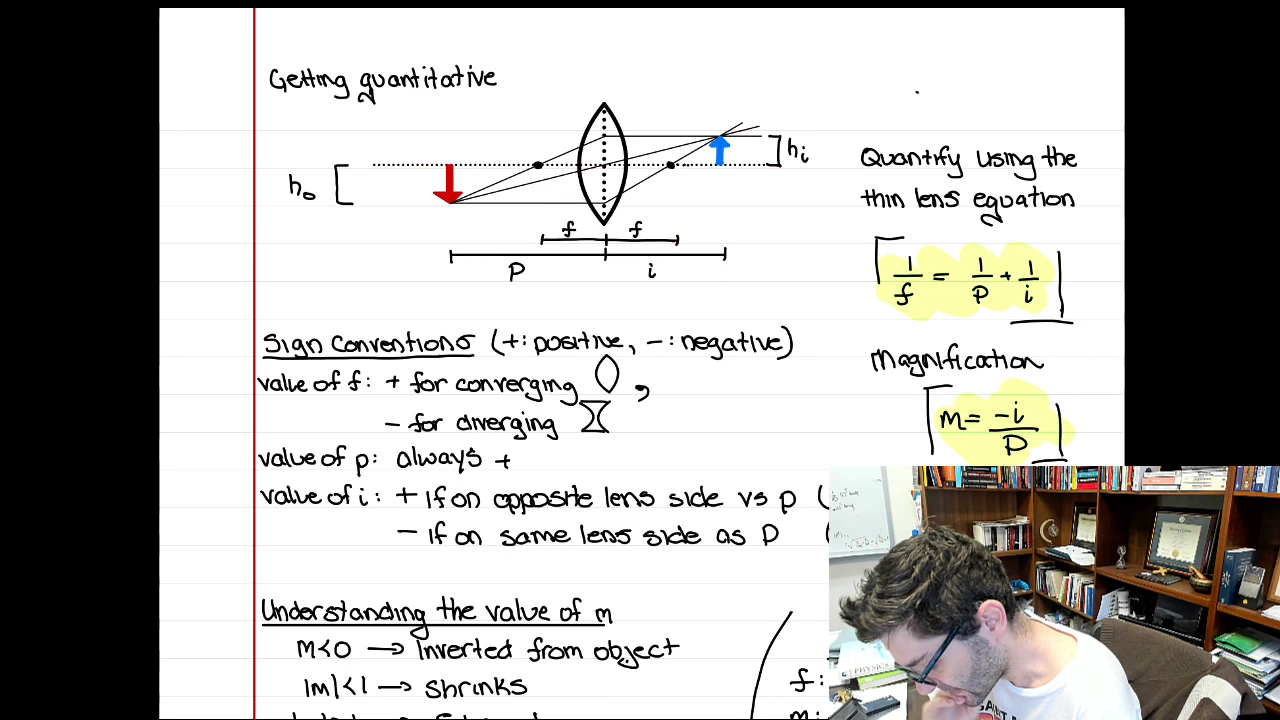 Getting quantitative
h₀
hᵢ
f f
P i
Quantify using the
thin lens equation
1/f = 1/P + 1/i
Magnification
m = -i/P
Sign Conventions (+: positive, -: negative)
value of f: + for converging ,
- for diverging
value of p: always +
value of i: + if on opposite lens side vs p (
- if on same lens side as P (
Understanding the value of m
m<0 → inverted from object
|m|<1 → shrinks
f:
m: